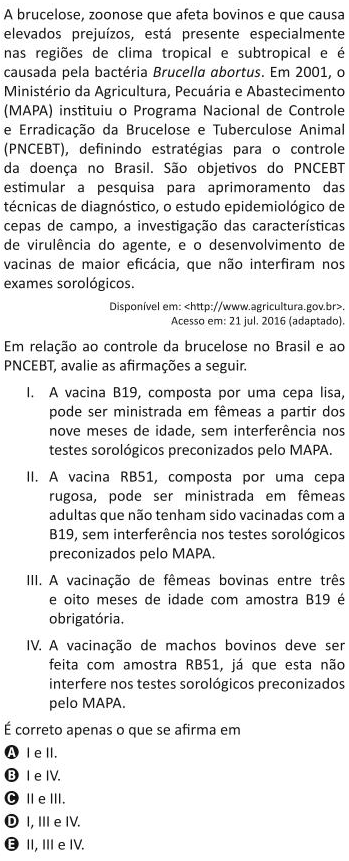 A brucelose, zoonose que afeta bovinos e que causa
elevados prejuízos, está presente especialmente
nas regiões de clima tropical e subtropical e é
causada pela bactéria Brucella abortus. Em 2001, o
Ministério da Agricultura, Pecuária e Abastecimento
(MAPA) instituiu o Programa Nacional de Controle
e Erradicação da Brucelose e Tuberculose Animal
(PNCEBT), definindo estratégias para o controle
da doença no Brasil. São objetivos do PNCEBT
estimular a pesquisa para aprimoramento das
técnicas de diagnóstico, o estudo epidemiológico de
cepas de campo, a investigação das características
de virulência do agente, e o desenvolvimento de
vacinas de maior eficácia, que não interfiram nos
exames sorológicos.
Disponível em: <http://www.agricultura.gov.br>.
Acesso em: 21 jul. 2016 (adaptado).
Em relação ao controle da brucelose no Brasil e ao
PNCEBT, avalie as afirmações a seguir.
I. A vacina B19, composta por uma cepa lisa,
pode ser ministrada em fêmeas a partir dos
nove meses de idade, sem interferência nos
testes sorológicos preconizados pelo MAPA.
II. A vacina RB51, composta por uma cepa
rugosa, pode ser ministrada em fêmeas
adultas que não tenham sido vacinadas com a
B19, sem interferência nos testes sorológicos
preconizados pelo MAPA.
III. A vacinação de fêmeas bovinas entre três
e oito meses de idade com amostra B19 é
obrigatória.
IV. A vacinação de machos bovinos deve ser
feita com amostra RB51, já que esta não
interfere nos testes sorológicos preconizados
pelo MAPA.
É correto apenas o que se afirma em
A I e II.
B I e IV.
C II e III.
D I, III e IV.
E II, III e IV.